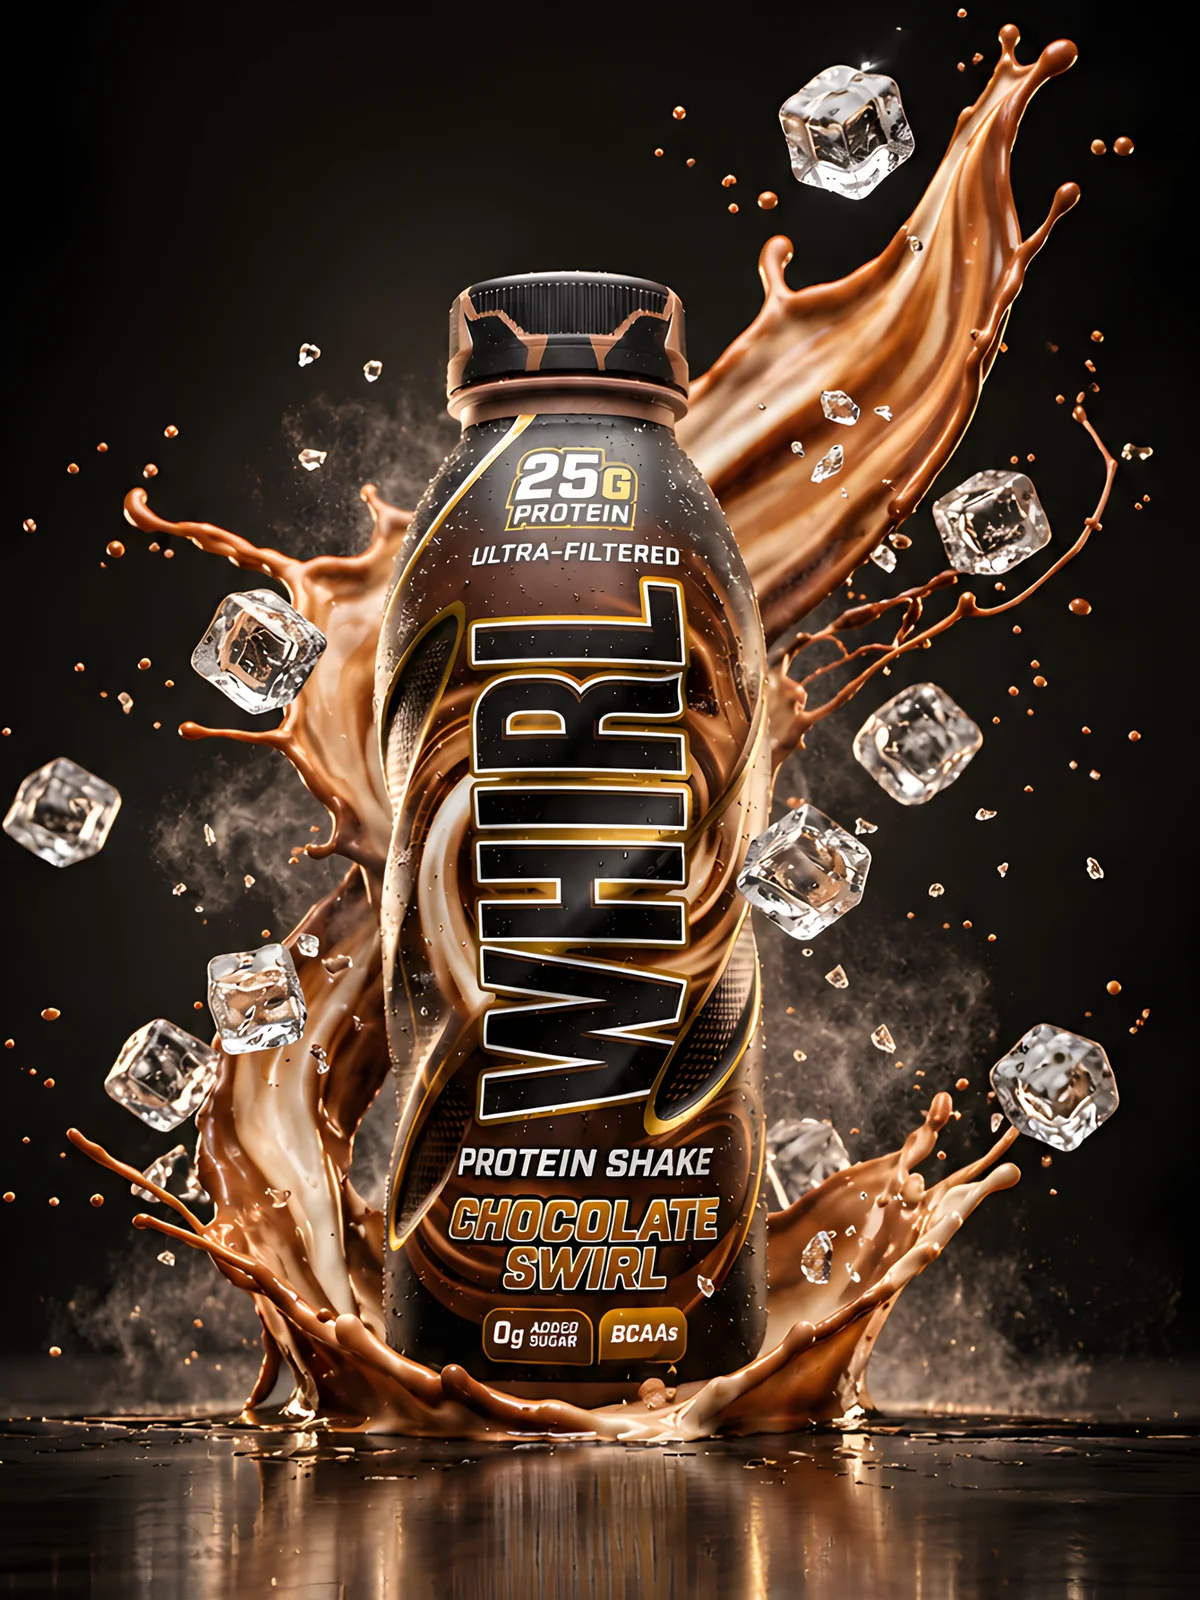 25G
PROTEIN
ULTRA-FILTERED
WHIRL
PROTEIN SHAKE
CHOCOLATE
SWIRL
0g ADDED SUGAR
BCAAs